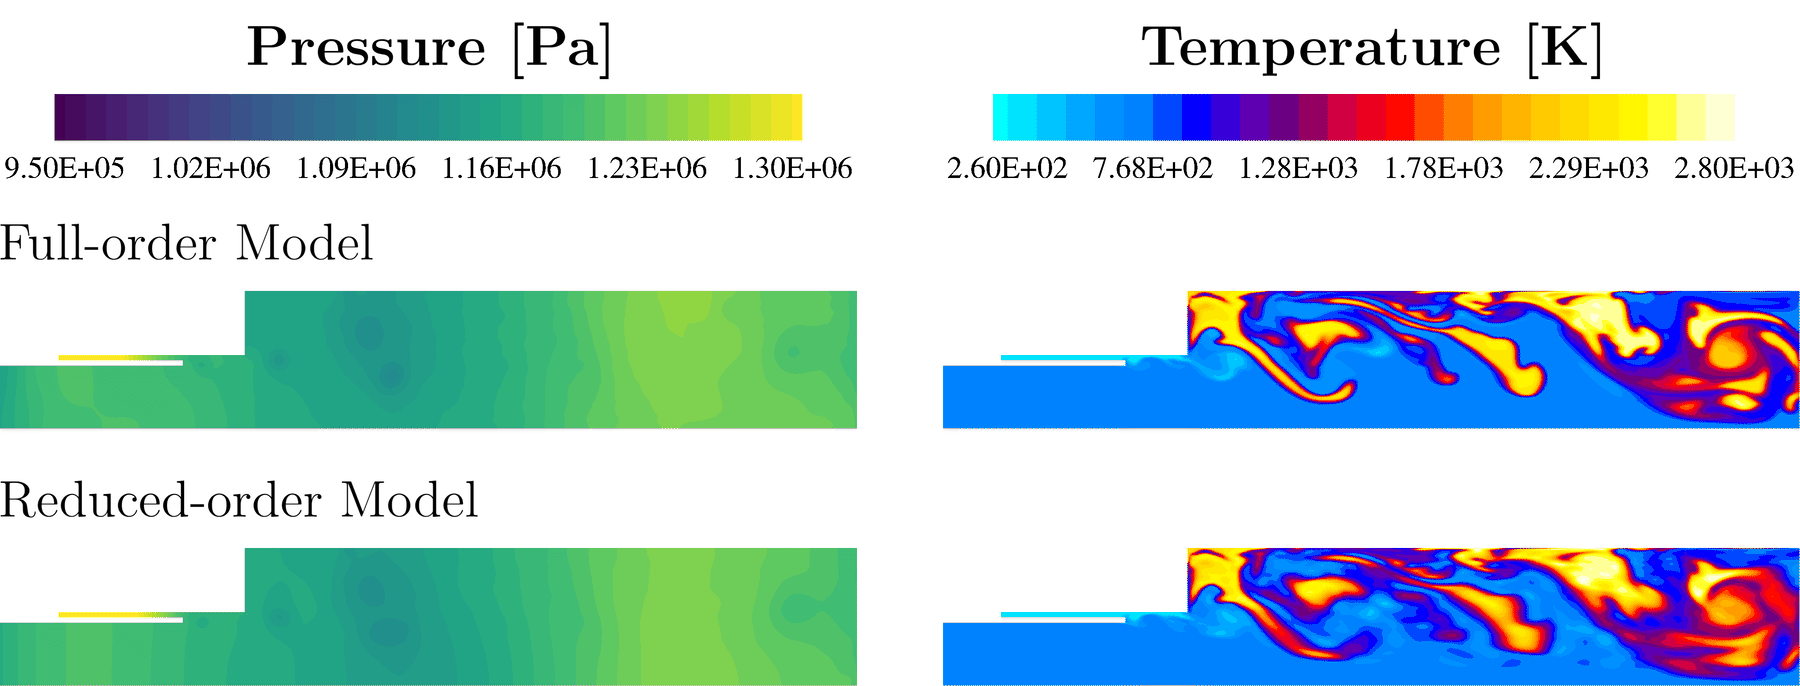 Pressure [Pa]
Temperature [K]
9.50E+05 1.02E+06 1.09E+06 1.16E+06 1.23E+06 1.30E+06
2.60E+02 7.68E+02 1.28E+03 1.78E+03 2.29E+03 2.80E+03
Full-order Model
Reduced-order Model